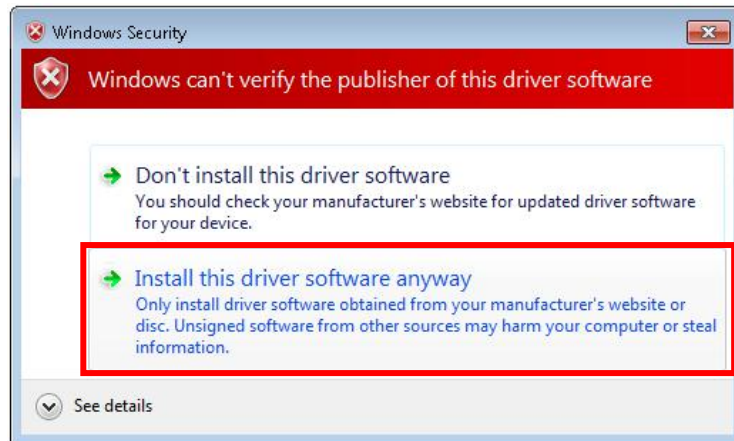 Windows Security
Windows can't verify the publisher of this driver software
Don't install this driver software
You should check your manufacturer's website for updated driver software
for your device.
Install this driver software anyway
Only install driver software obtained from your manufacturer's website or
disc. Unsigned software from other sources may harm your computer or steal
information.
See details